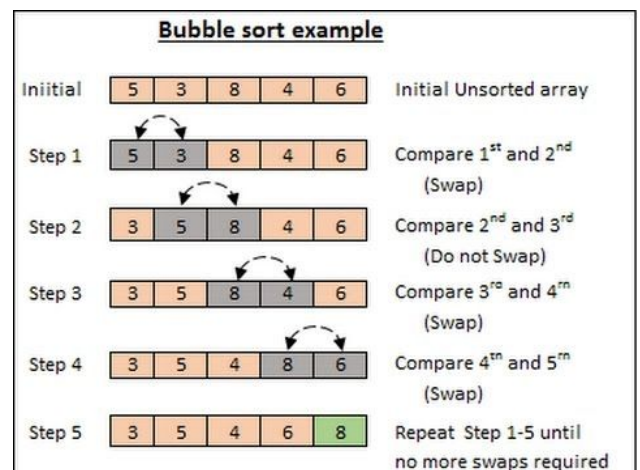 Bubble sort example
Iniitial 5 3 8 4 6 Initial Unsorted array
Step 1 5 3 8 4 6 Compare 1st and 2nd
(Swap)
Step 2 3 5 8 4 6 Compare 2nd and 3rd
(Do not Swap)
Step 3 3 5 8 4 6 Compare 3rd and 4th
(Swap)
Step 4 3 5 4 8 6 Compare 4th and 5th
(Swap)
Step 5 3 5 4 6 8 Repeat Step 1-5 until
no more swaps required